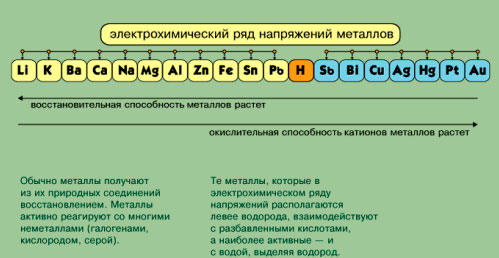 электрохимический ряд напряжений металлов
Li K Ba Ca Na Mg Al Zn Fe Sn Pb H Sb Bi Cu Ag Hg Pt Au
восстановительная способность металлов растет
окислительная способность катионов металлов растет
Обычно металлы получают
из их природных соединений
восстановлением. Металлы
активно реагируют со многими
неметаллами (галогенами,
кислородом, серой).
Те металлы, которые в
электрохимическом ряду
напряжений располагаются
левее водорода, взаимодействуют
с разбавленными кислотами,
а наиболее активные — и
с водой, выделяя водород.